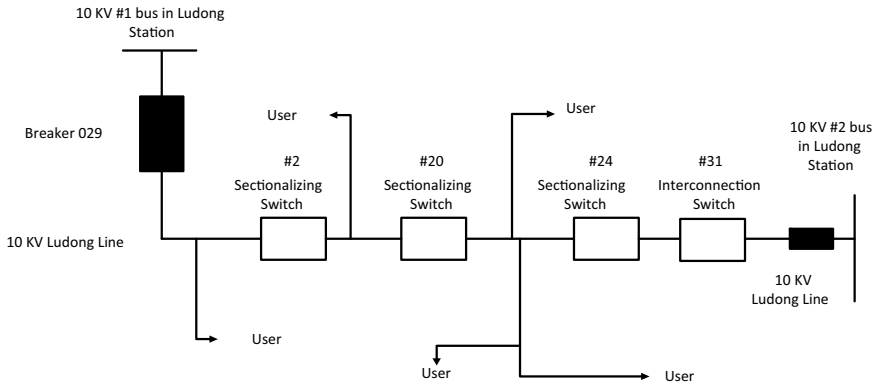 10 KV #1 bus in Ludong
Station
Breaker 029
10 KV Ludong Line
User
User
10 KV #2 bus
in Ludong
Station
#2
Sectionalizing
Switch
#20
Sectionalizing
Switch
#24
Sectionalizing
Switch
#31
Interconnection
Switch
10 KV
Ludong Line
User
User
User